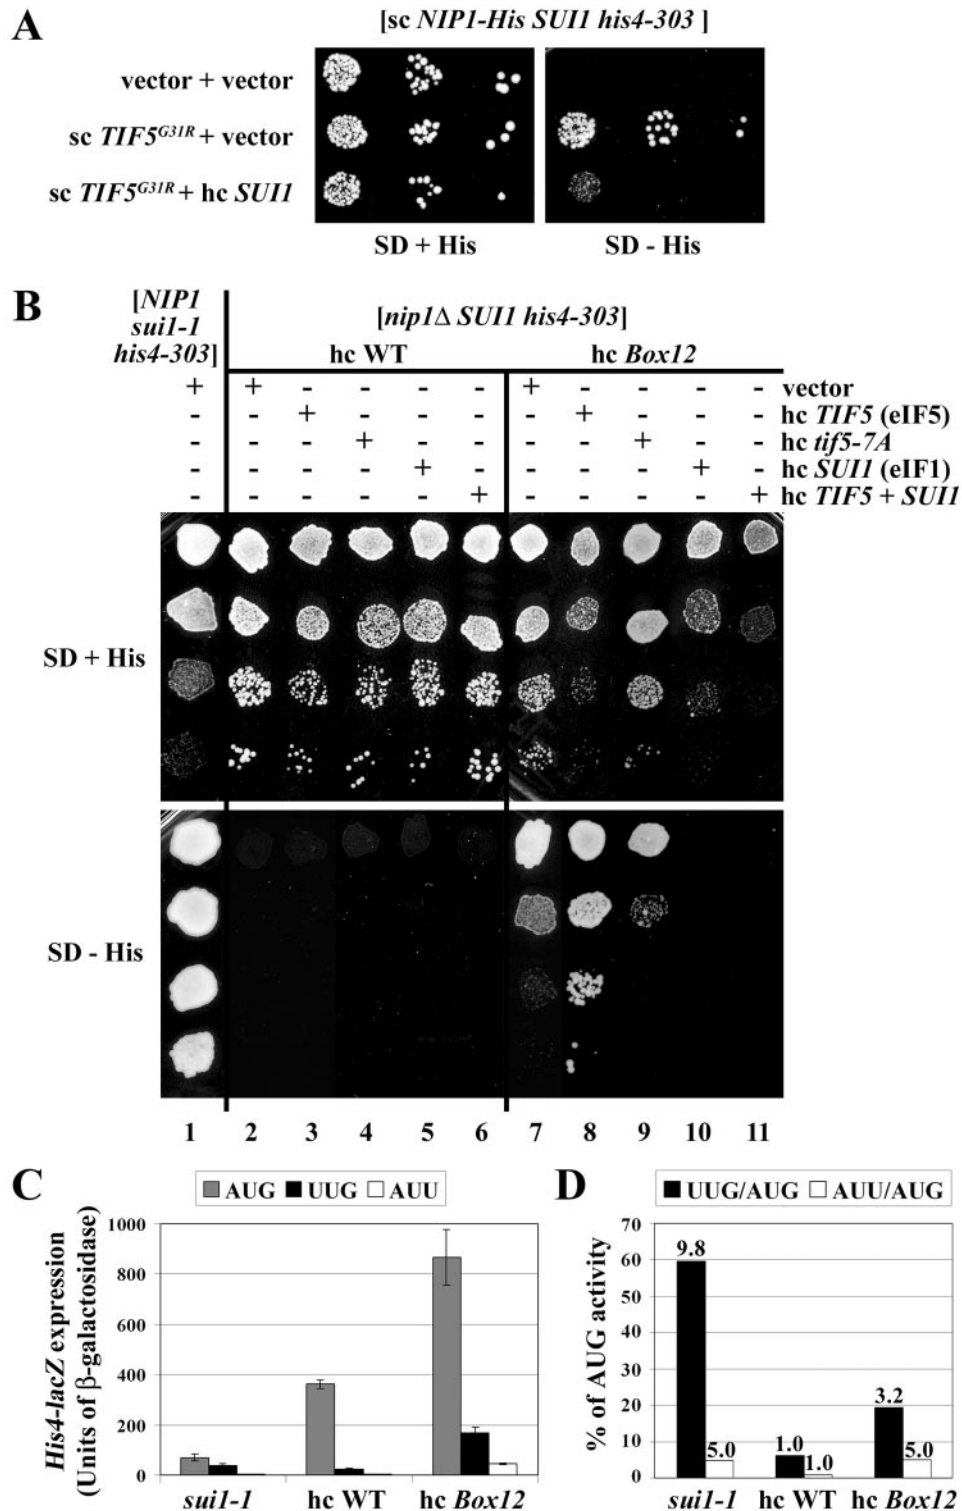 A
[sc NIP1-His SUI1 his4-303 ]
vector + vector
sc TIF5G31R + vector
sc TIF5G31R + hc SUI1
SD + His SD - His
B
[NIP1
sui1-1
his4-303]
[nip1Δ SUI1 his4-303]
hc WT hc Box12
+ + - - - - + - - - - vector
- - + - - - - + - - - hc TIF5 (eIF5)
- - - + - - - - + - - hc tif5-7A
- - - - + - - - - + - hc SUI1 (eIF1)
- - - - - + - - - - + hc TIF5 + SUI1
SD + His
SD - His
1 2 3 4 5 6 7 8 9 10 11
C
AUG UUG AUU
His4-lacZ expression
(Units of β-galactosidase)
1000
800
600
400
200
0
sui1-1 hc WT hc Box12
D
UUG/AUG AUU/AUG
% of AUG activity
70
60
50
40
30
20
10
0
9.8
5.0
1.0
1.0
3.2
5.0
sui1-1 hc WT hc Box12